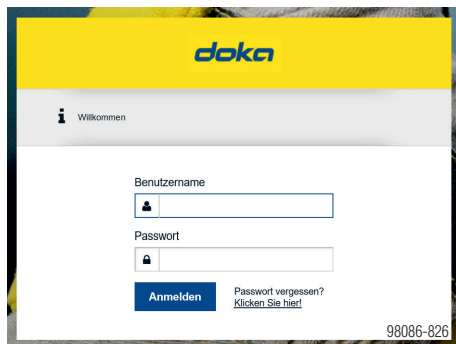 doka
Willkommen
Benutzername
Passwort
Anmelden
Passwort vergessen?
Klicken Sie hier!
98086-826